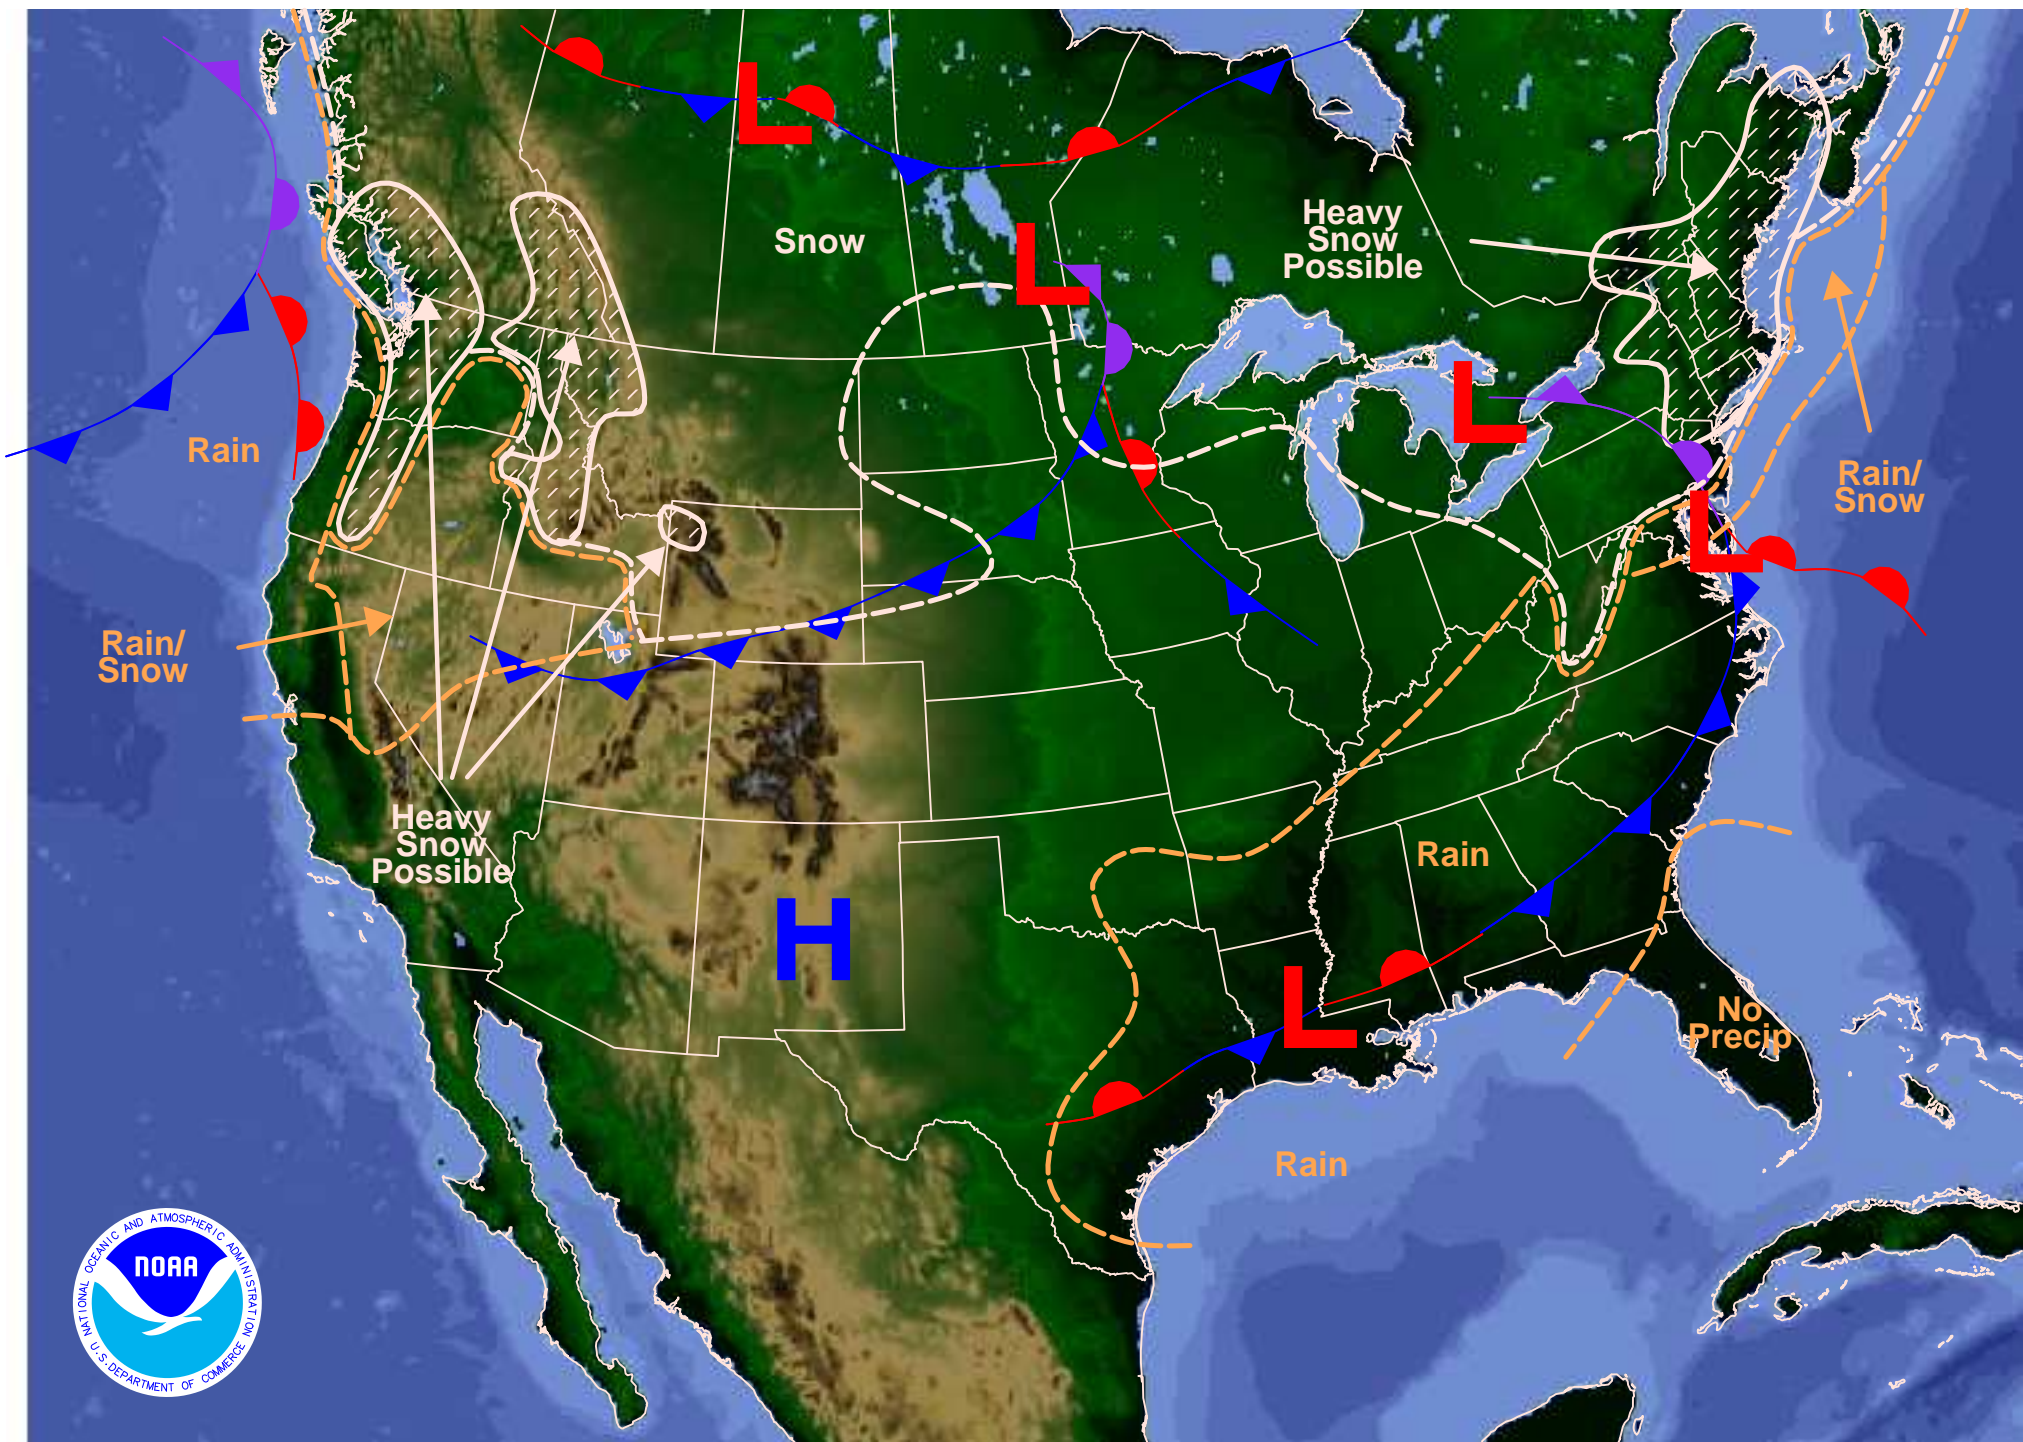 L
Snow
Heavy
Snow
Possible
L
L
Rain
Rain/
Snow
L
Rain/
Snow
Heavy
Snow
Possible
Rain
H
L
No
Precip
Rain
NATIONAL OCEANIC AND ATMOSPHERIC ADMINISTRATION
NOAA
U.S. DEPARTMENT OF COMMERCE